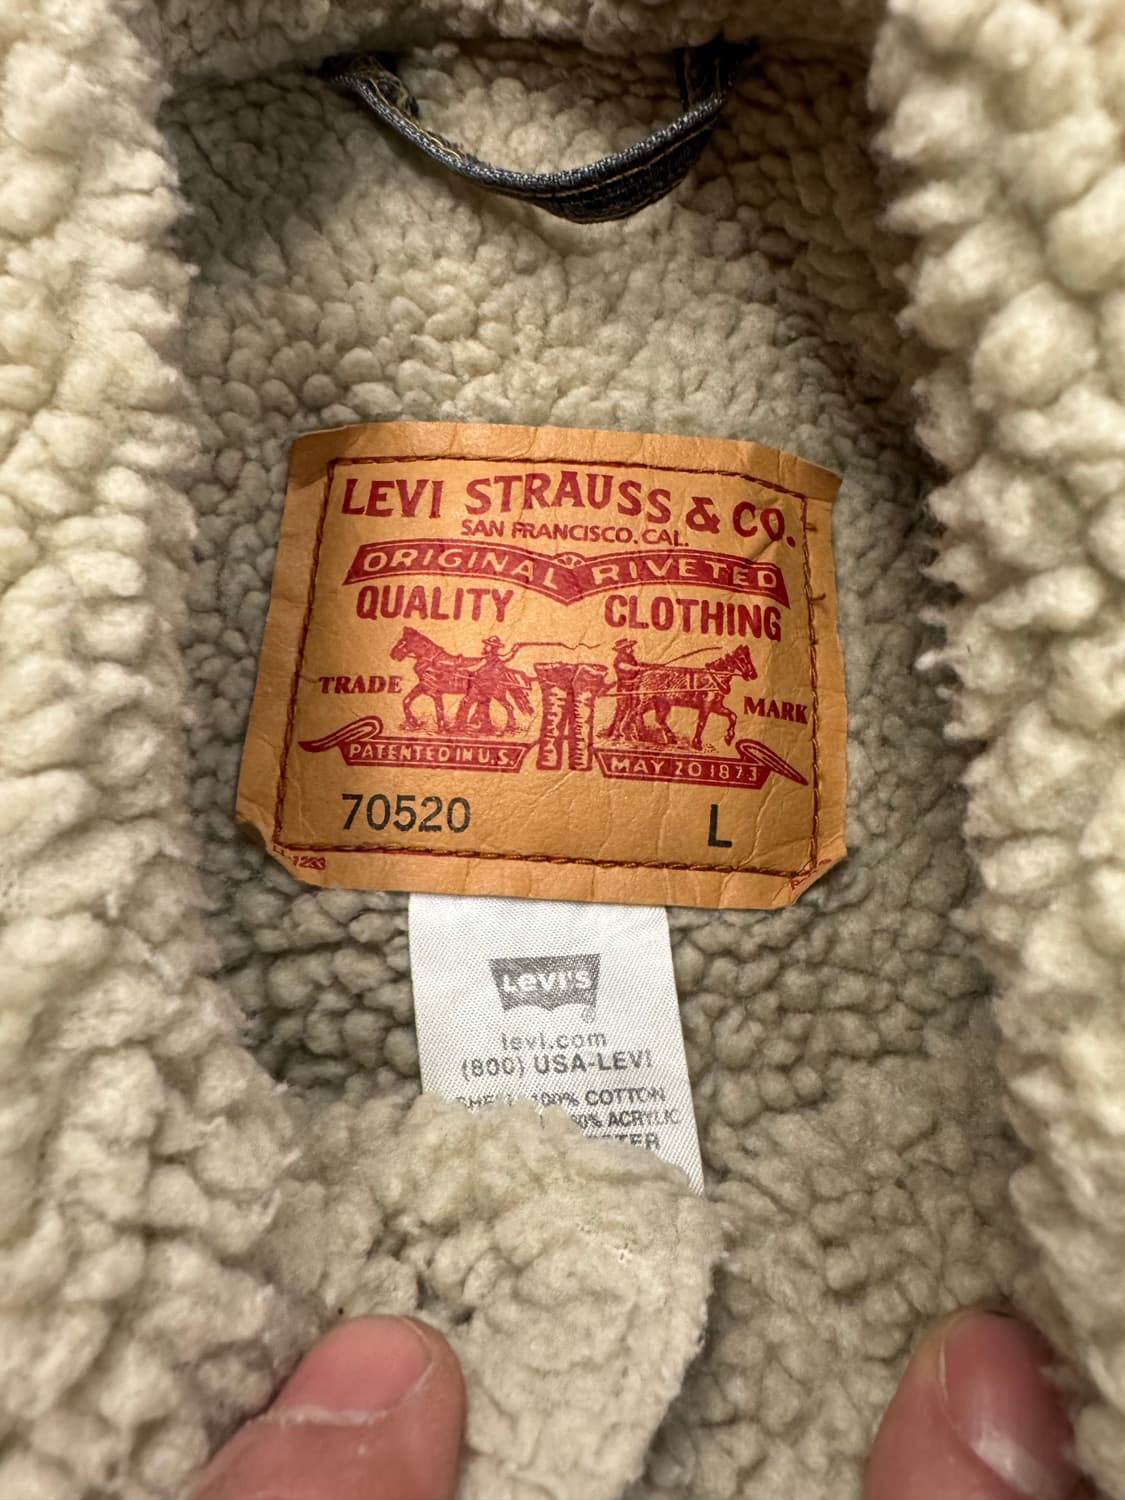 LEVI STRAUSS & CO.
SAN FRANCISCO. CAL.
ORIGINAL RIVETED
QUALITY CLOTHING
TRADE MARK
PATENTED IN U.S. MAY 20 1873
70520 L
LEVI'S
levi.com
(800) USA-LEVI
100% COTTON
ACRYLIC